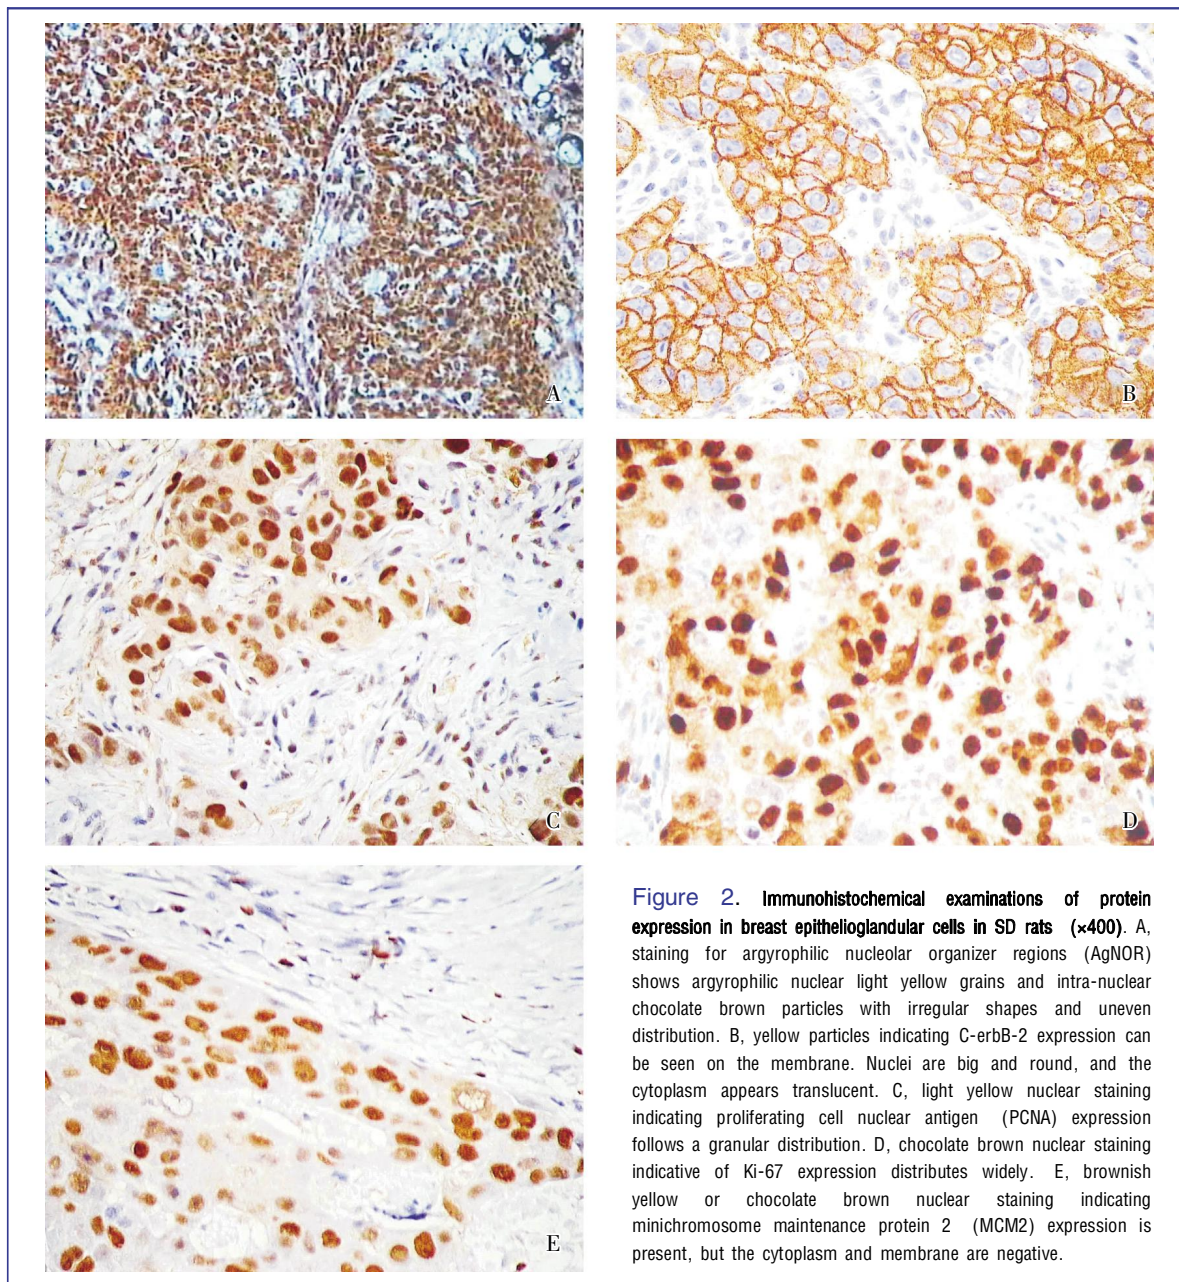 A
B
C
D
E
Figure 2. Immunohistochemical examinations of protein
expression in breast epithelioglandular cells in SD rats (×400). A,
staining for argyrophilic nucleolar organizer regions (AgNOR)
shows argyrophilic nuclear light yellow grains and intra-nuclear
chocolate brown particles with irregular shapes and uneven
distribution. B, yellow particles indicating C-erbB-2 expression can
be seen on the membrane. Nuclei are big and round, and the
cytoplasm appears translucent. C, light yellow nuclear staining
indicating proliferating cell nuclear antigen (PCNA) expression
follows a granular distribution. D, chocolate brown nuclear staining
indicative of Ki-67 expression distributes widely. E, brownish
yellow or chocolate brown nuclear staining indicating
minichromosome maintenance protein 2 (MCM2) expression is
present, but the cytoplasm and membrane are negative.